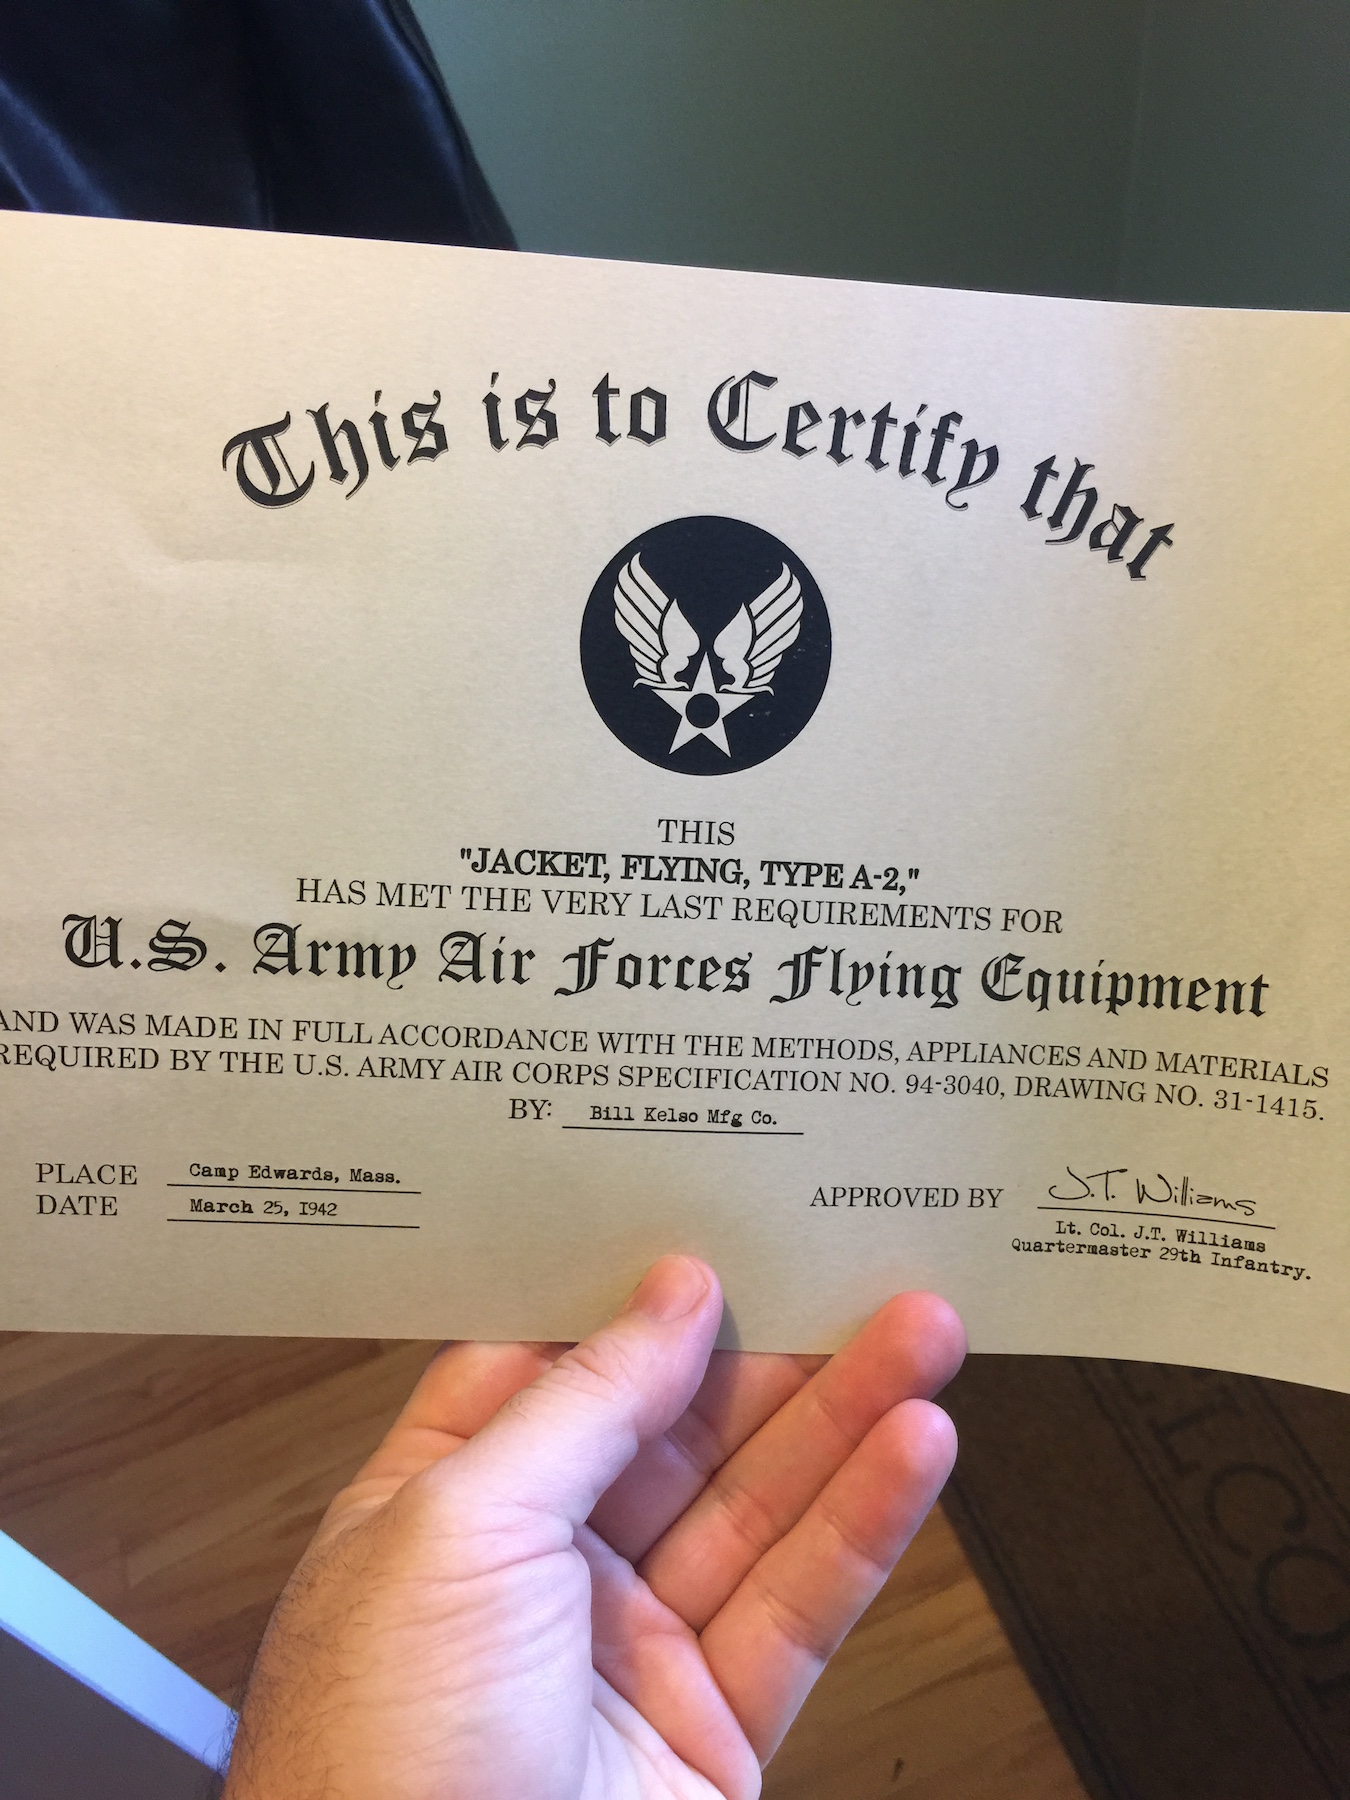 This is to Certify that
THIS
"JACKET, FLYING, TYPE A-2,"
HAS MET THE VERY LAST REQUIREMENTS FOR
U.S. Army Air Forces Flying Equipment
AND WAS MADE IN FULL ACCORDANCE WITH THE METHODS, APPLIANCES AND MATERIALS
REQUIRED BY THE U.S. ARMY AIR CORPS SPECIFICATION NO. 94-3040, DRAWING NO. 31-1415.
BY: Bill Kelso Mfg Co.
PLACE Camp Edwards, Mass.
DATE March 25, 1942
APPROVED BY J.T. Williams
Lt. Col. J.T. Williams
Quartermaster 29th Infantry.
ELCO